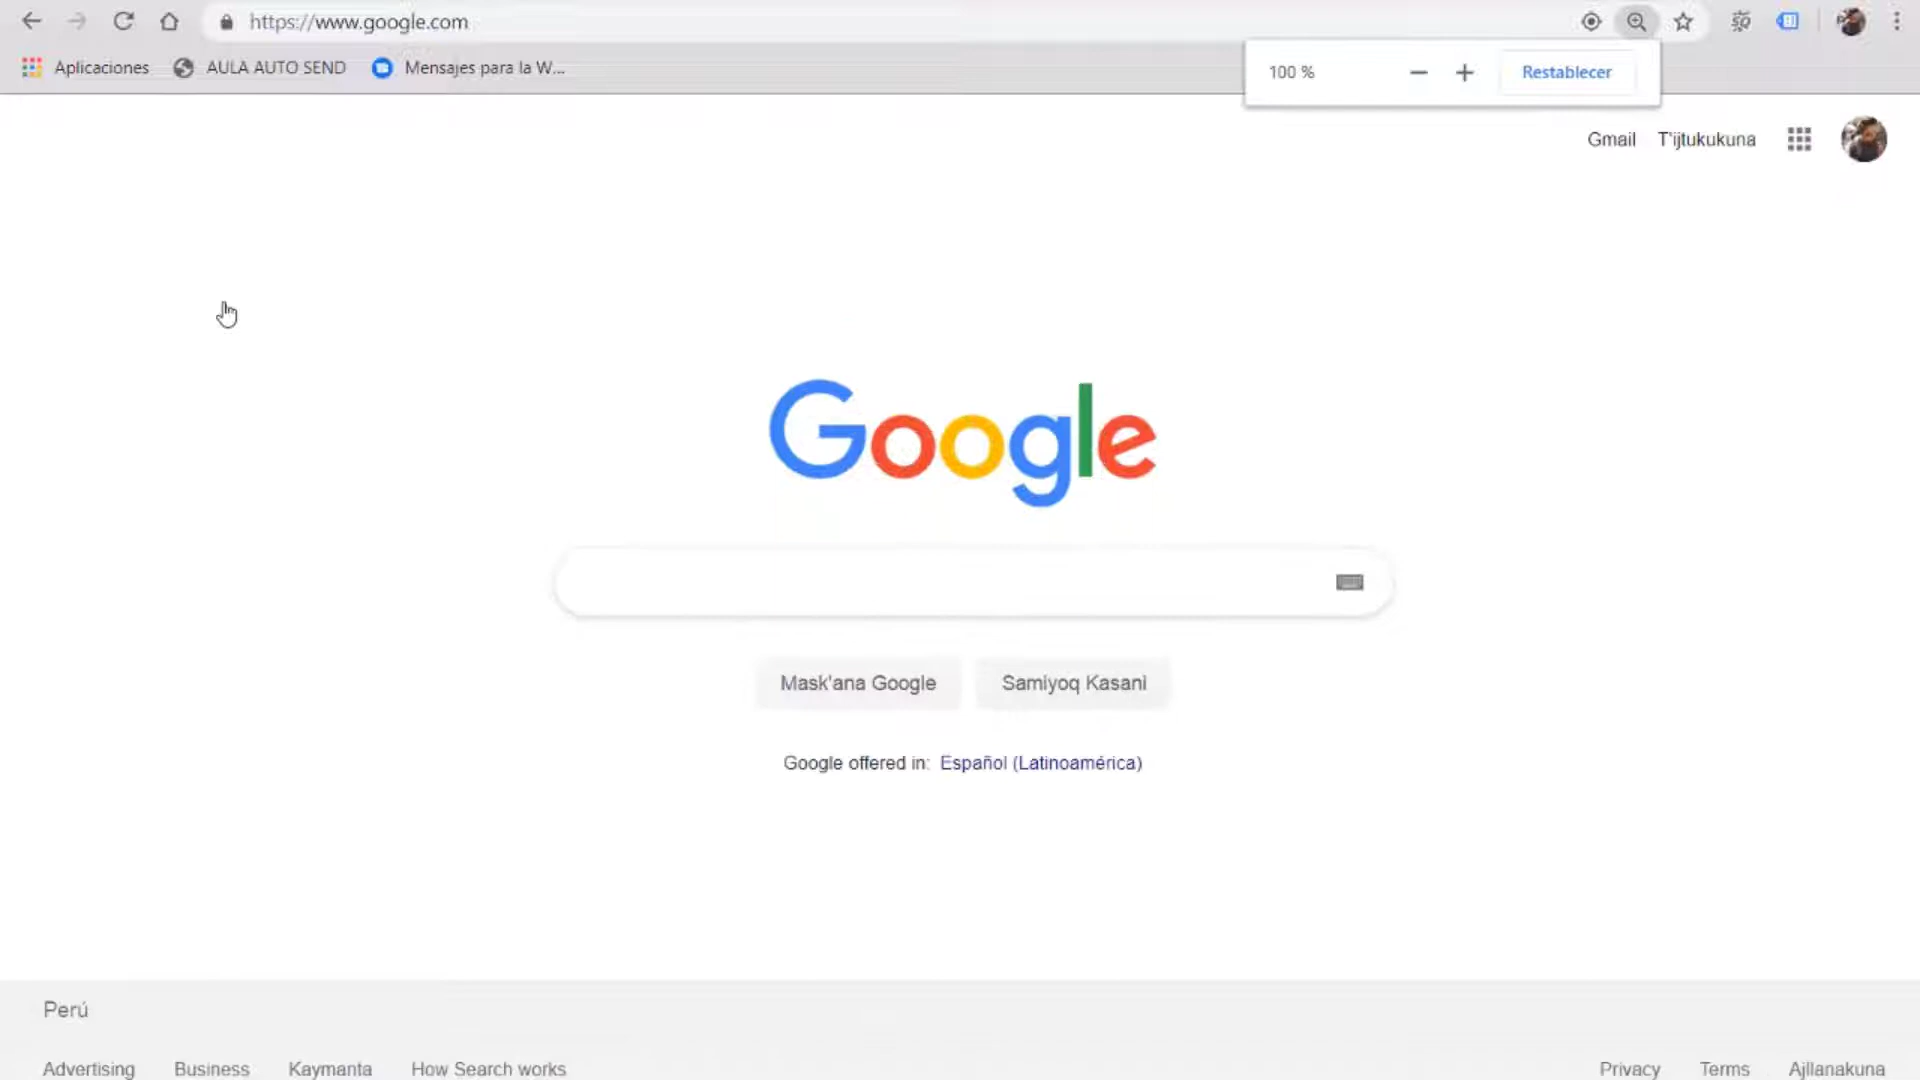 https://www.google.com
Aplicaciones AULA AUTO SEND Mensajes para la W...
100 % − + Restablecer
Gmail T'ijtukukuna
Google
Mask'ana Google Samiyoq Kasani
Google offered in: Español (Latinoamérica)
Perú
Advertising Business Kaymanta How Search works Privacy Terms Ajllanakuna